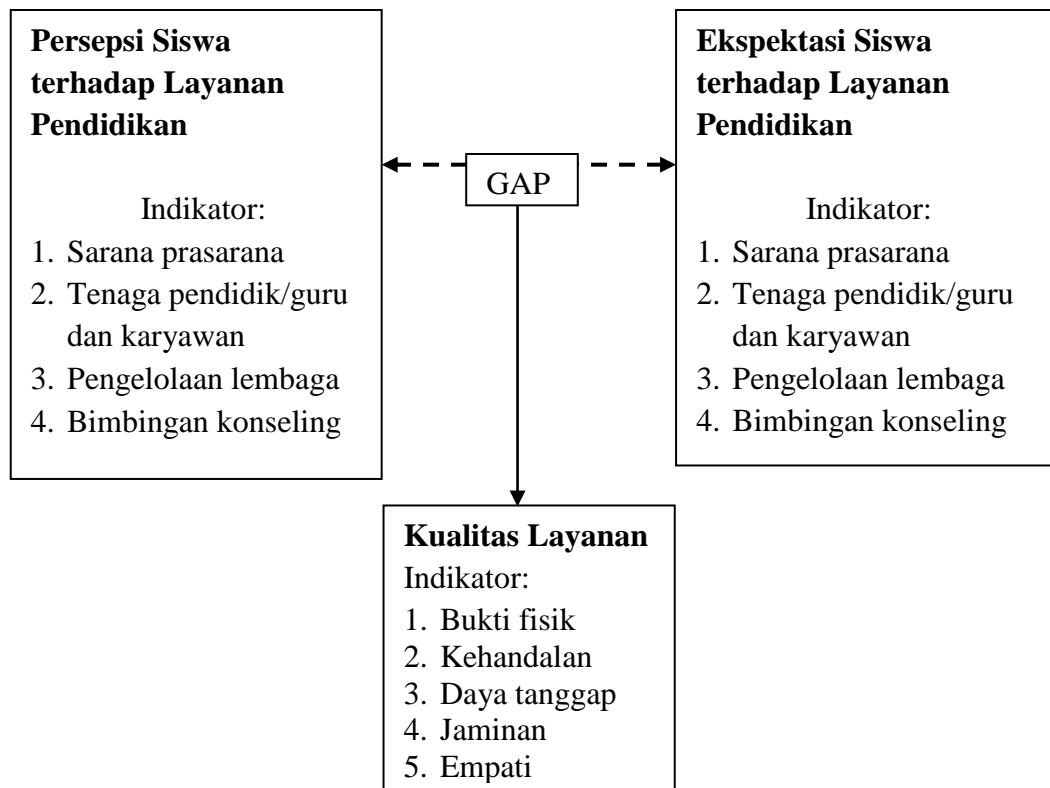 Persepsi Siswa
terhadap Layanan
Pendidikan
Indikator:
1. Sarana prasarana
2. Tenaga pendidik/guru
dan karyawan
3. Pengelolaan lembaga
4. Bimbingan konseling
GAP
Ekspektasi Siswa
terhadap Layanan
Pendidikan
Indikator:
1. Sarana prasarana
2. Tenaga pendidik/guru
dan karyawan
3. Pengelolaan lembaga
4. Bimbingan konseling
Kualitas Layanan
Indikator:
1. Bukti fisik
2. Kehandalan
3. Daya tanggap
4. Jaminan
5. Empati